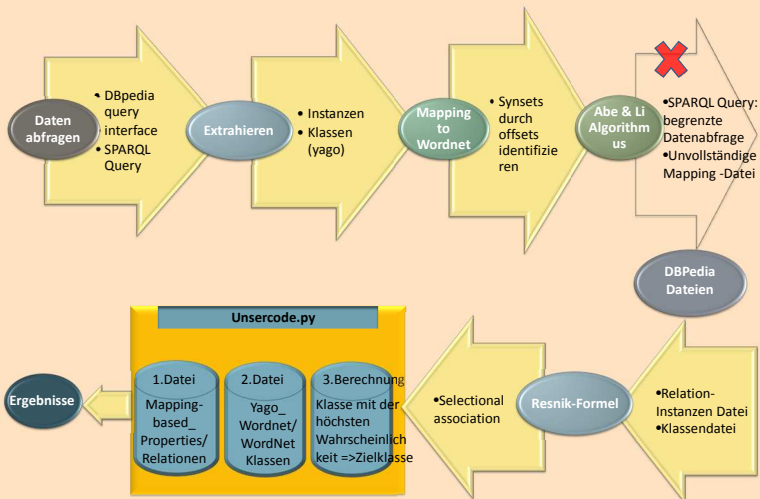 Daten
abfragen
• DBpedia
query
interface
• SPARQL
Query
Extrahieren
• Instanzen
• Klassen
(yago)
Mapping
to
Wordnet
• Synsets
durch
offsets
identifizie
ren
Abe & Li
Algorithm
us
•SPARQL Query:
begrenzte
Datenabfrage
•Unvollständige
Mapping -Datei
DBPedia
Dateien
•Relation-
Instanzen Datei
•Klassendatei
Resnik-Formel
•Selectional
association
Unsercode.py
1.Datei
Mapping-
based_
Properties/
Relationen
2.Datei
Yago_
Wordnet/
WordNet
Klassen
3.Berechnung
Klasse mit der
höchsten
Wahrscheinlich
keit =>Zielklasse
Ergebnisse